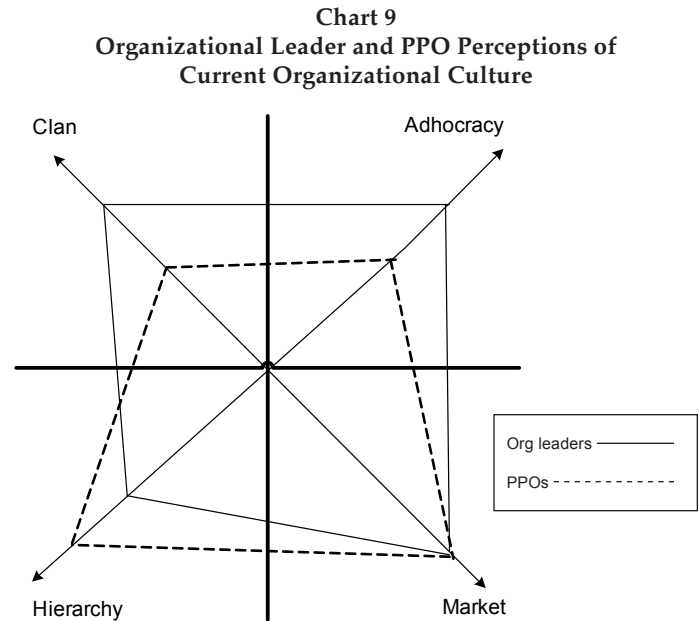 Chart 9
Organizational Leader and PPO Perceptions of
Current Organizational Culture
Clan
Adhocracy
Org leaders
PPOs
Hierarchy
Market